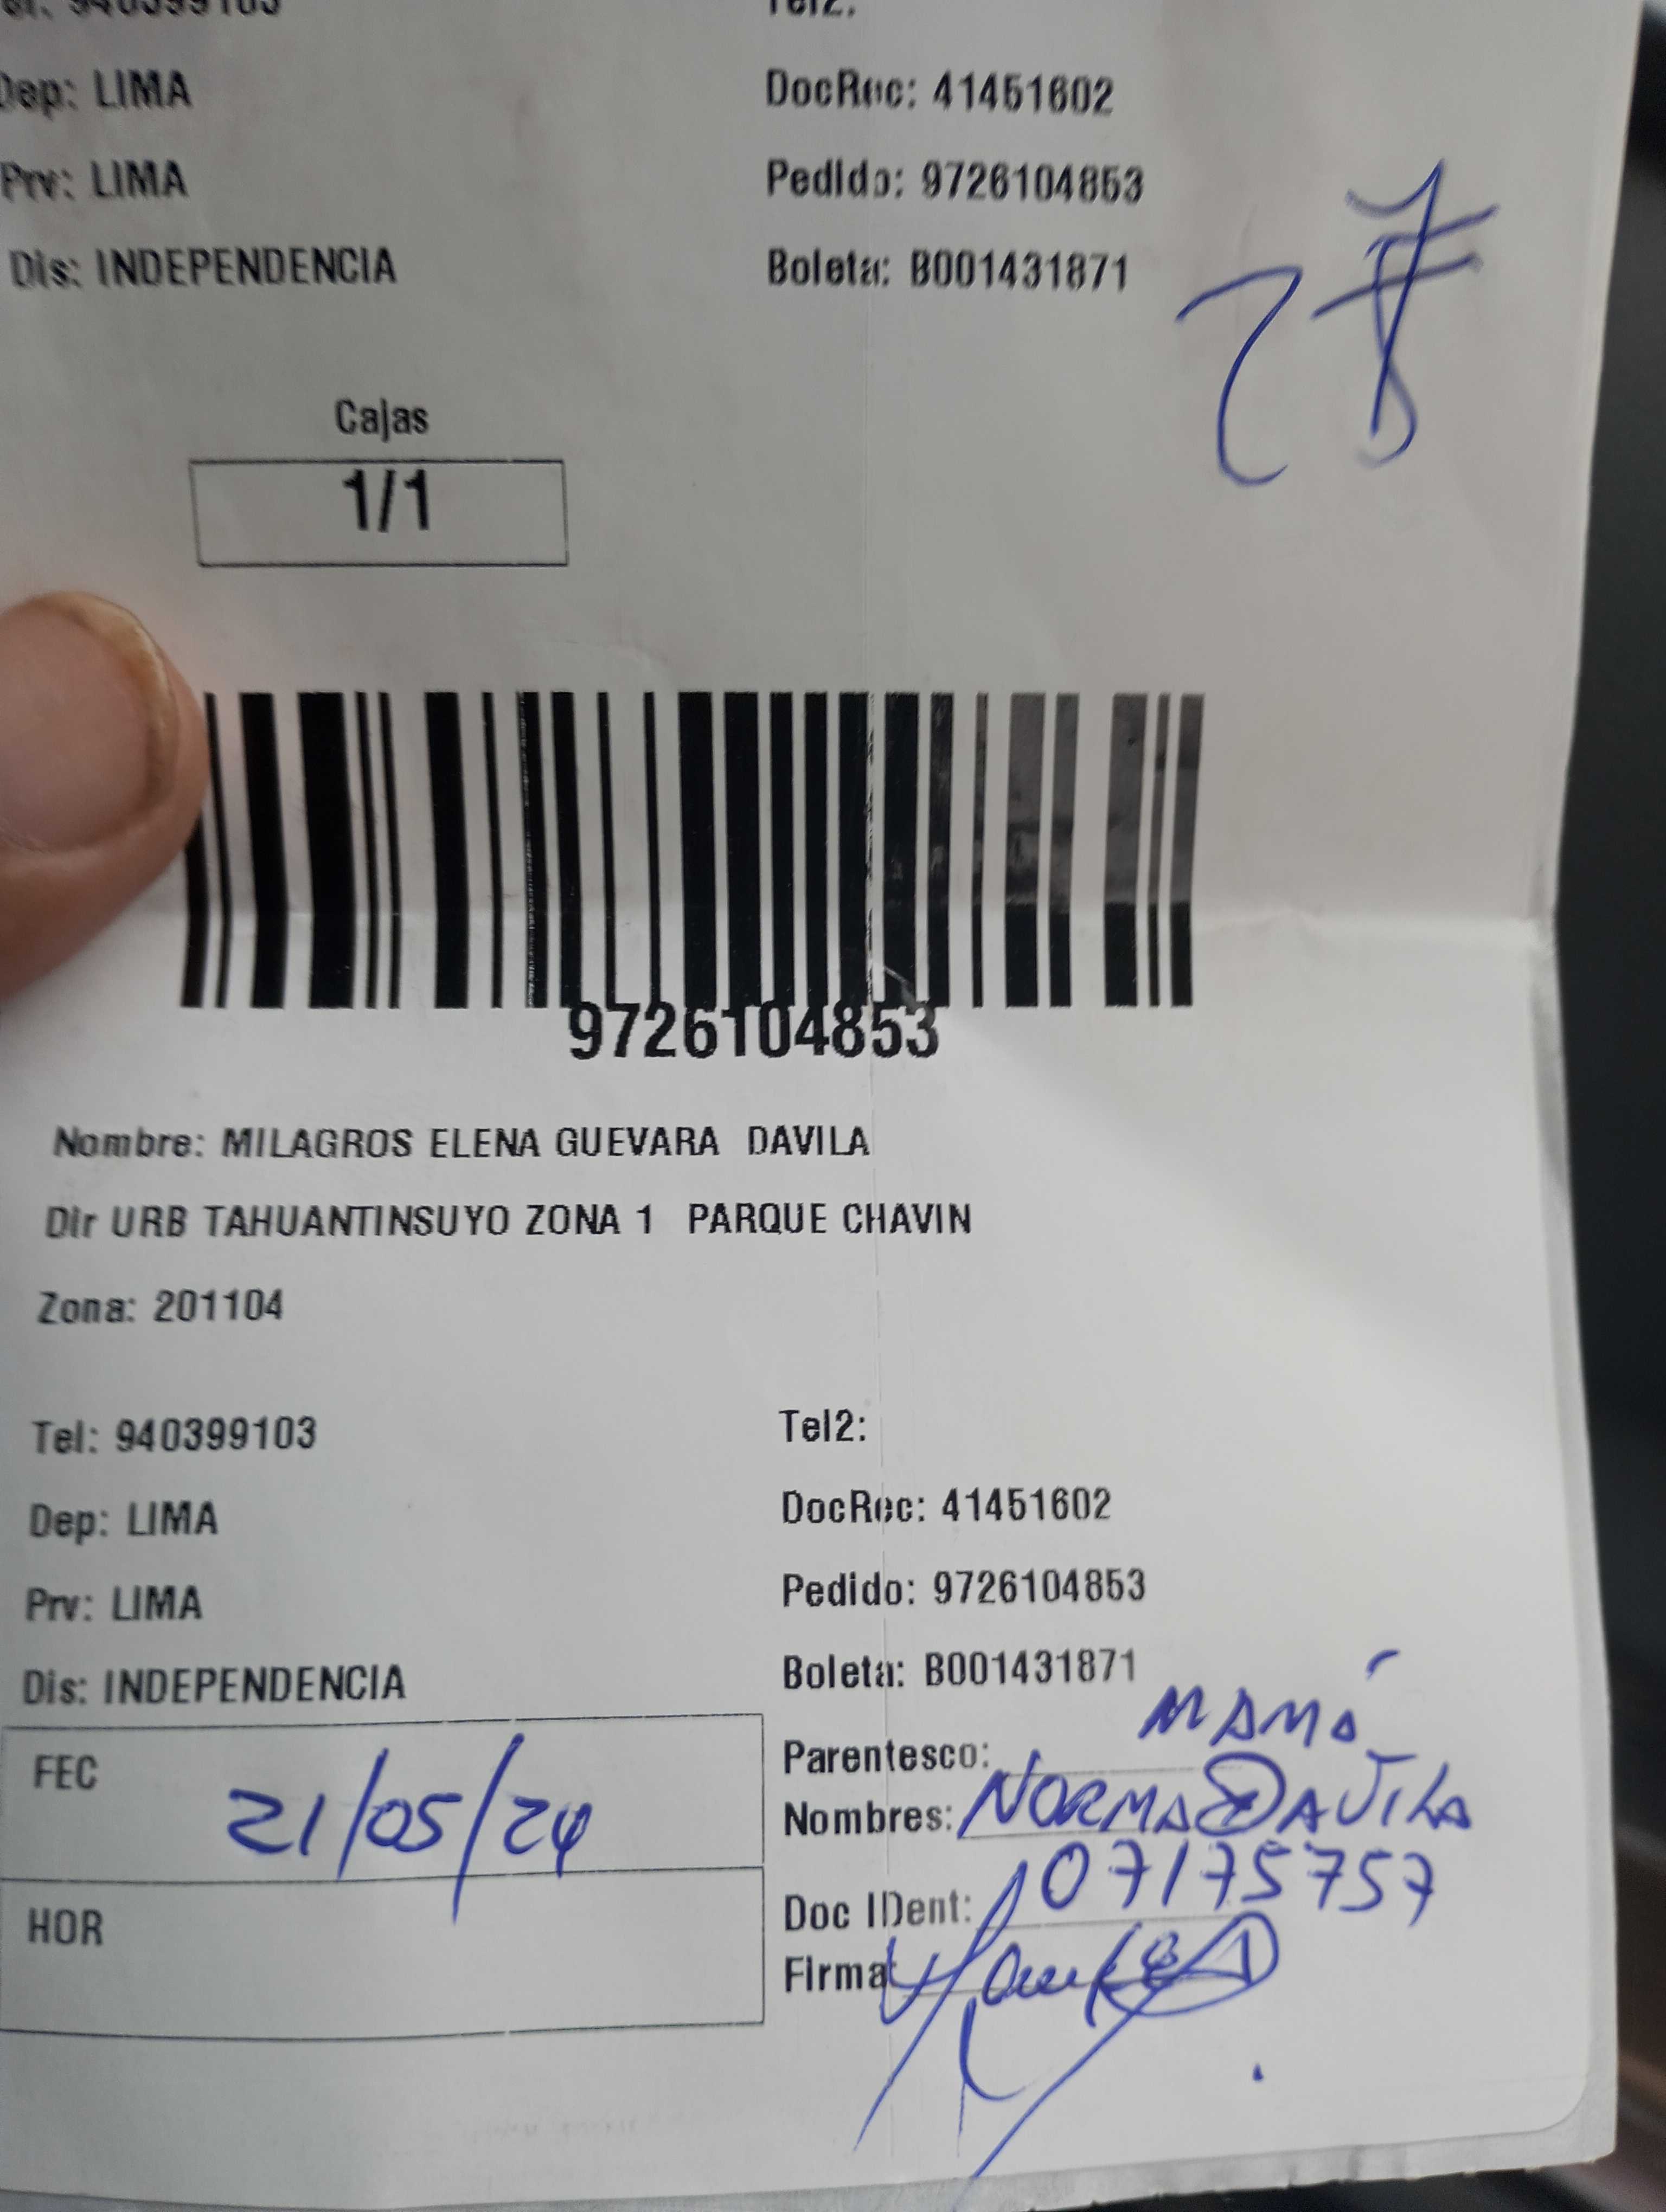 Tel: 940399103 Tel2:
Dep: LIMA DocRec: 41451602
Prv: LIMA Pedido: 9726104853
Dis: INDEPENDENCIA Boleta: B001431871
Cajas
1/1
9726104853
Nombre: MILAGROS ELENA GUEVARA DAVILA
Dir URB TAHUANTINSUYO ZONA 1 PARQUE CHAVIN
Zona: 201104
Tel: 940399103 Tel2:
Dep: LIMA DocRec: 41451602
Prv: LIMA Pedido: 9726104853
Dis: INDEPENDENCIA Boleta: B001431871
FEC 21/05/24
HOR
Parentesco: MAMÁ
Nombres: NORMA DAVILA
Doc IDent: 07175757
Firma: